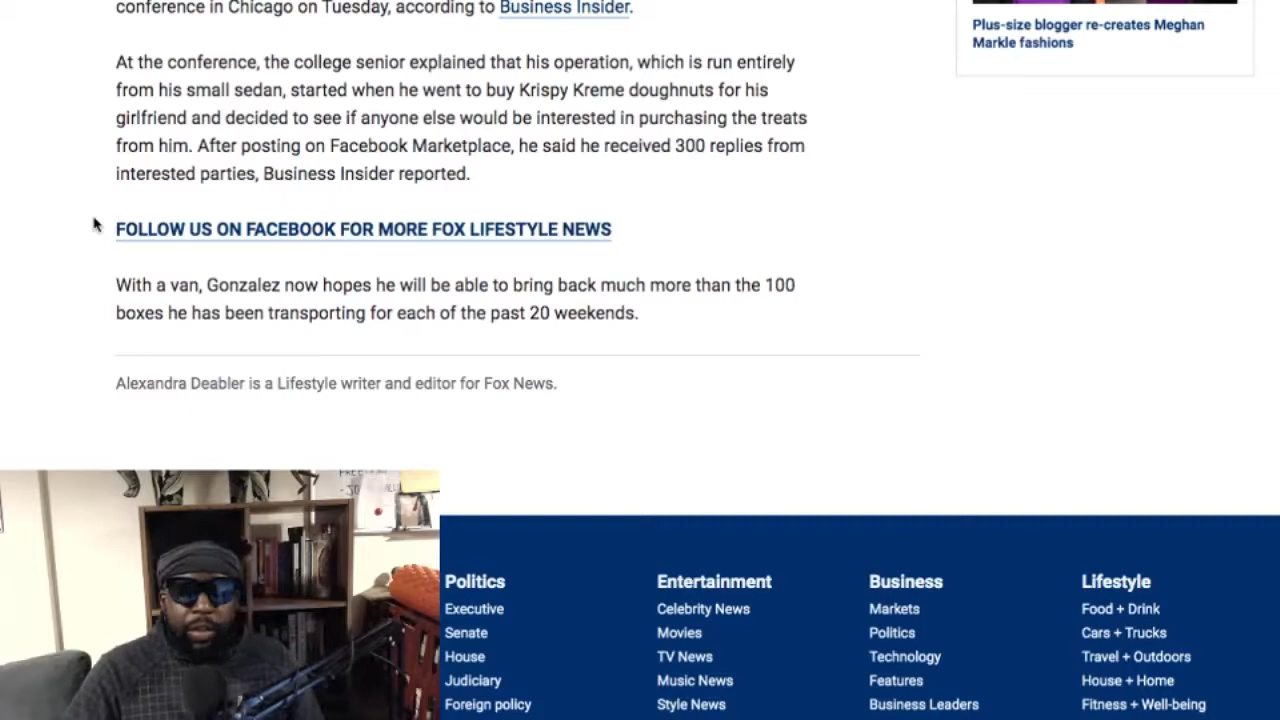 conference in Chicago on Tuesday, according to Business Insider.
At the conference, the college senior explained that his operation, which is run entirely
from his small sedan, started when he went to buy Krispy Kreme doughnuts for his
girlfriend and decided to see if anyone else would be interested in purchasing the treats
from him. After posting on Facebook Marketplace, he said he received 300 replies from
interested parties, Business Insider reported.
FOLLOW US ON FACEBOOK FOR MORE FOX LIFESTYLE NEWS
With a van, Gonzalez now hopes he will be able to bring back much more than the 100
boxes he has been transporting for each of the past 20 weekends.
Alexandra Deabler is a Lifestyle writer and editor for Fox News.
Plus-size blogger re-creates Meghan
Markle fashions
Politics
Executive
Senate
House
Judiciary
Foreign policy
Entertainment
Celebrity News
Movies
TV News
Music News
Style News
Business
Markets
Politics
Technology
Features
Business Leaders
Lifestyle
Food + Drink
Cars + Trucks
Travel + Outdoors
House + Home
Fitness + Well-being